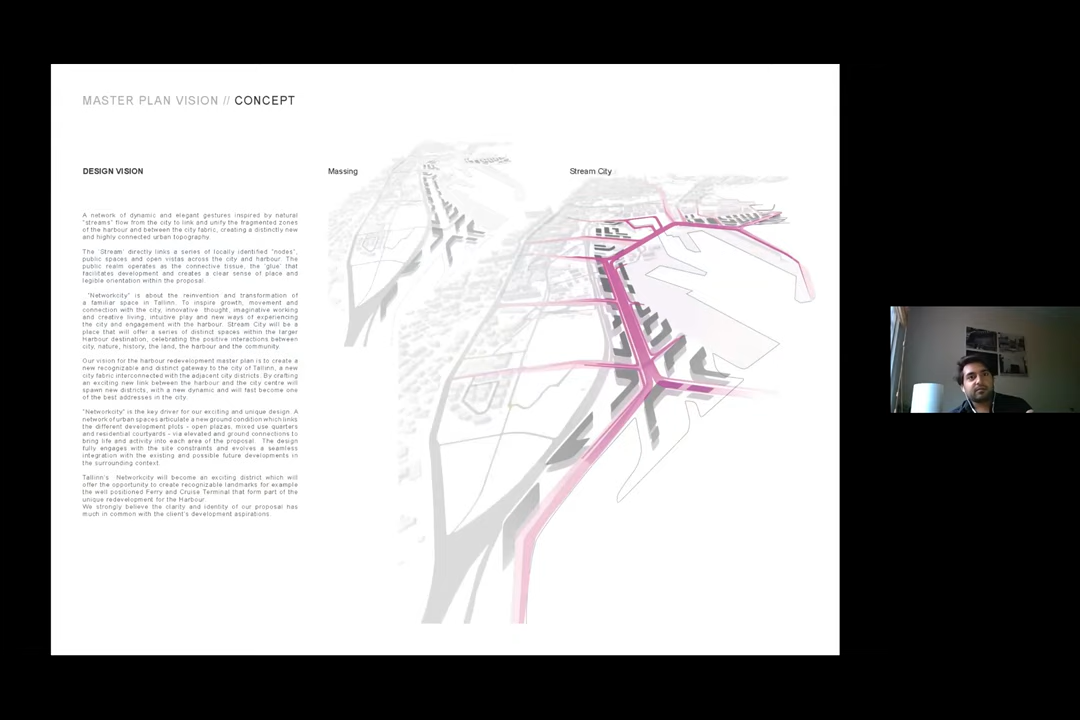 MASTER PLAN VISION // CONCEPT
DESIGN VISION
Massing
Stream City
A network of dynamic and elegant gestures inspired by natural
"streams" flow from the city to link and unify the fragmented zones
of the harbour and between the city fabric, creating a distinctly new
and highly connected urban topography.
The 'Stream' directly links a series of locally identified "nodes",
public spaces and open vistas across the city and harbour. The
public realm operates as the connective tissue, the 'glue' that
facilitates development and creates a clear sense of place and
legible orientation within the proposal.
"Networkcity" is about the reinvention and transformation of
a familiar space in Tallinn. To inspire growth, movement and
connection with the city, innovative thought, imaginative working
and creative living, intuitive play and new ways of experiencing
the city and engagement with the harbour. Stream City will be a
place that will offer a series of distinct spaces within the larger
Harbour destination, celebrating the positive interactions between
city, nature, history, the land, the harbour and the community.
Our vision for the harbour redevelopment master plan is to create a
new recognizable and distinct gateway to the city of Tallinn, a new
city fabric interconnected with the adjacent city districts. By crafting
an exciting new link between the harbour and the city centre will
spawn new districts, with a new dynamic and will fast become one
of the best addresses in the city.
"Networkcity" is the key driver for our exciting and unique design. A
network of urban spaces articulate a new ground condition which links
the different development plots - open plazas, mixed use quarters
and residential courtyards - via elevated and ground connections to
bring life and activity into each area of the proposal. The design
fully engages with the site constraints and evolves a seamless
integration with the existing and possible future developments in
the surrounding context.
Tallinn's Networkcity will become an exciting district which will
offer the opportunity to create recognizable landmarks for example
the well positioned Ferry and Cruise Terminal that form part of the
unique redevelopment for the Harbour.
We strongly believe the clarity and identity of our proposal has
much in common with the client's development aspirations.